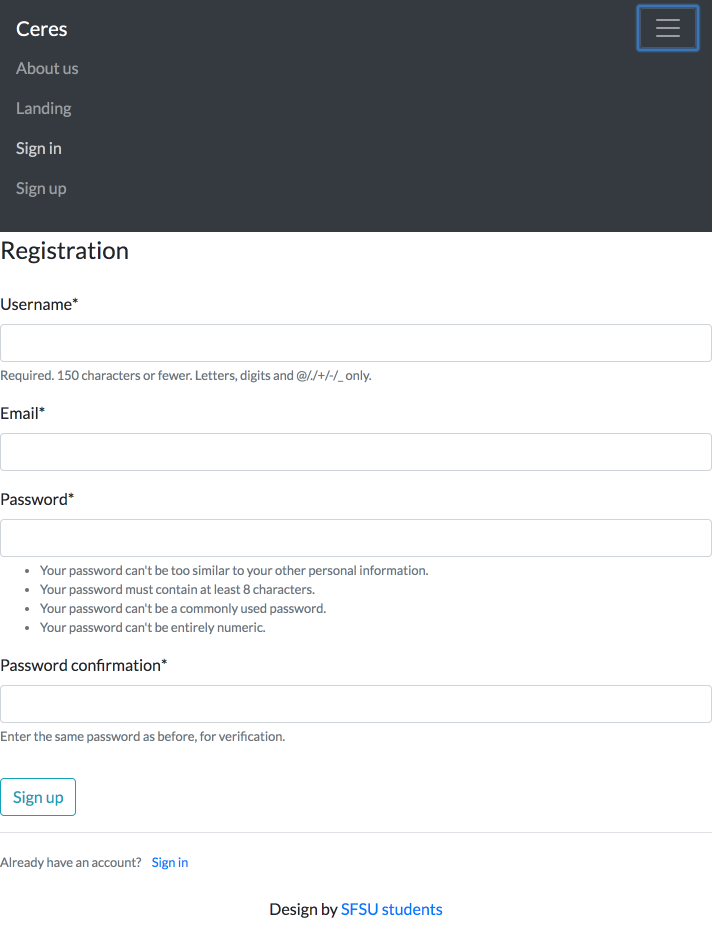 Ceres
About us
Landing
Sign in
Sign up
Registration
Username*
Required. 150 characters or fewer. Letters, digits and @/./+/-/_ only.
Email*
Password*
• Your password can't be too similar to your other personal information.
• Your password must contain at least 8 characters.
• Your password can't be a commonly used password.
• Your password can't be entirely numeric.
Password confirmation*
Enter the same password as before, for verification.
Sign up
Already have an account? Sign in
Design by SFSU students